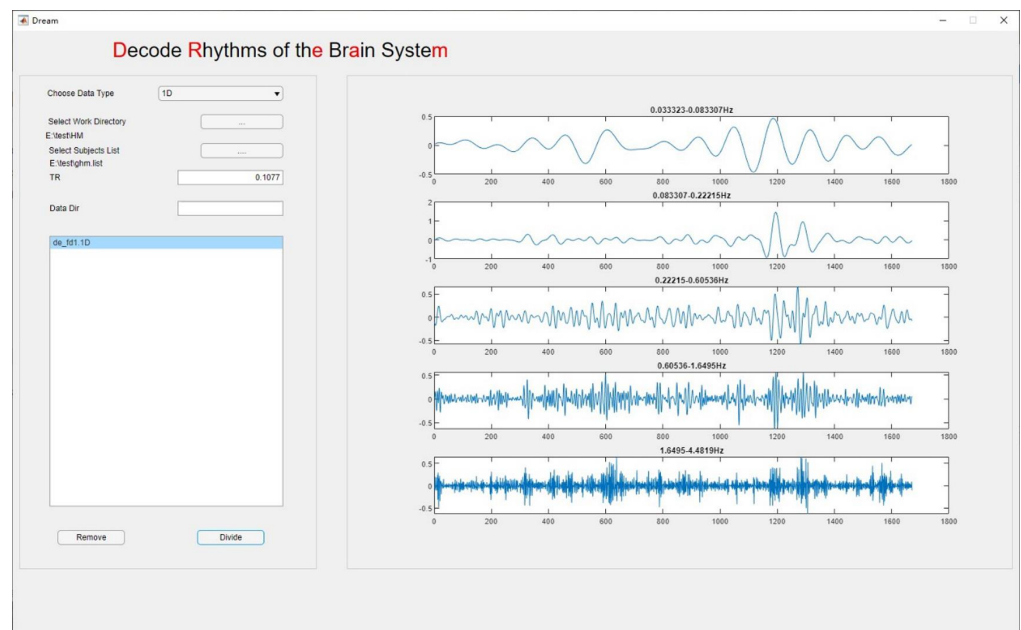 Dream
Decode Rhythms of the Brain System
Choose Data Type 1D
Select Work Directory ...
E:\test\HM
Select Subjects List ....
E:\test\ghm.list
TR 0.1077
Data Dir
de_fd1.1D
Remove Divide
0.033323-0.083307Hz
0.5
0
-0.5
0 200 400 600 800 1000 1200 1400 1600 1800
0.083307-0.22215Hz
2
1
0
-1
0 200 400 600 800 1000 1200 1400 1600 1800
0.22215-0.60536Hz
0.5
0
-0.5
0 200 400 600 800 1000 1200 1400 1600 1800
0.60536-1.6495Hz
0.5
0
-0.5
0 200 400 600 800 1000 1200 1400 1600 1800
1.6495-4.4819Hz
0.5
0
-0.5
0 200 400 600 800 1000 1200 1400 1600 1800